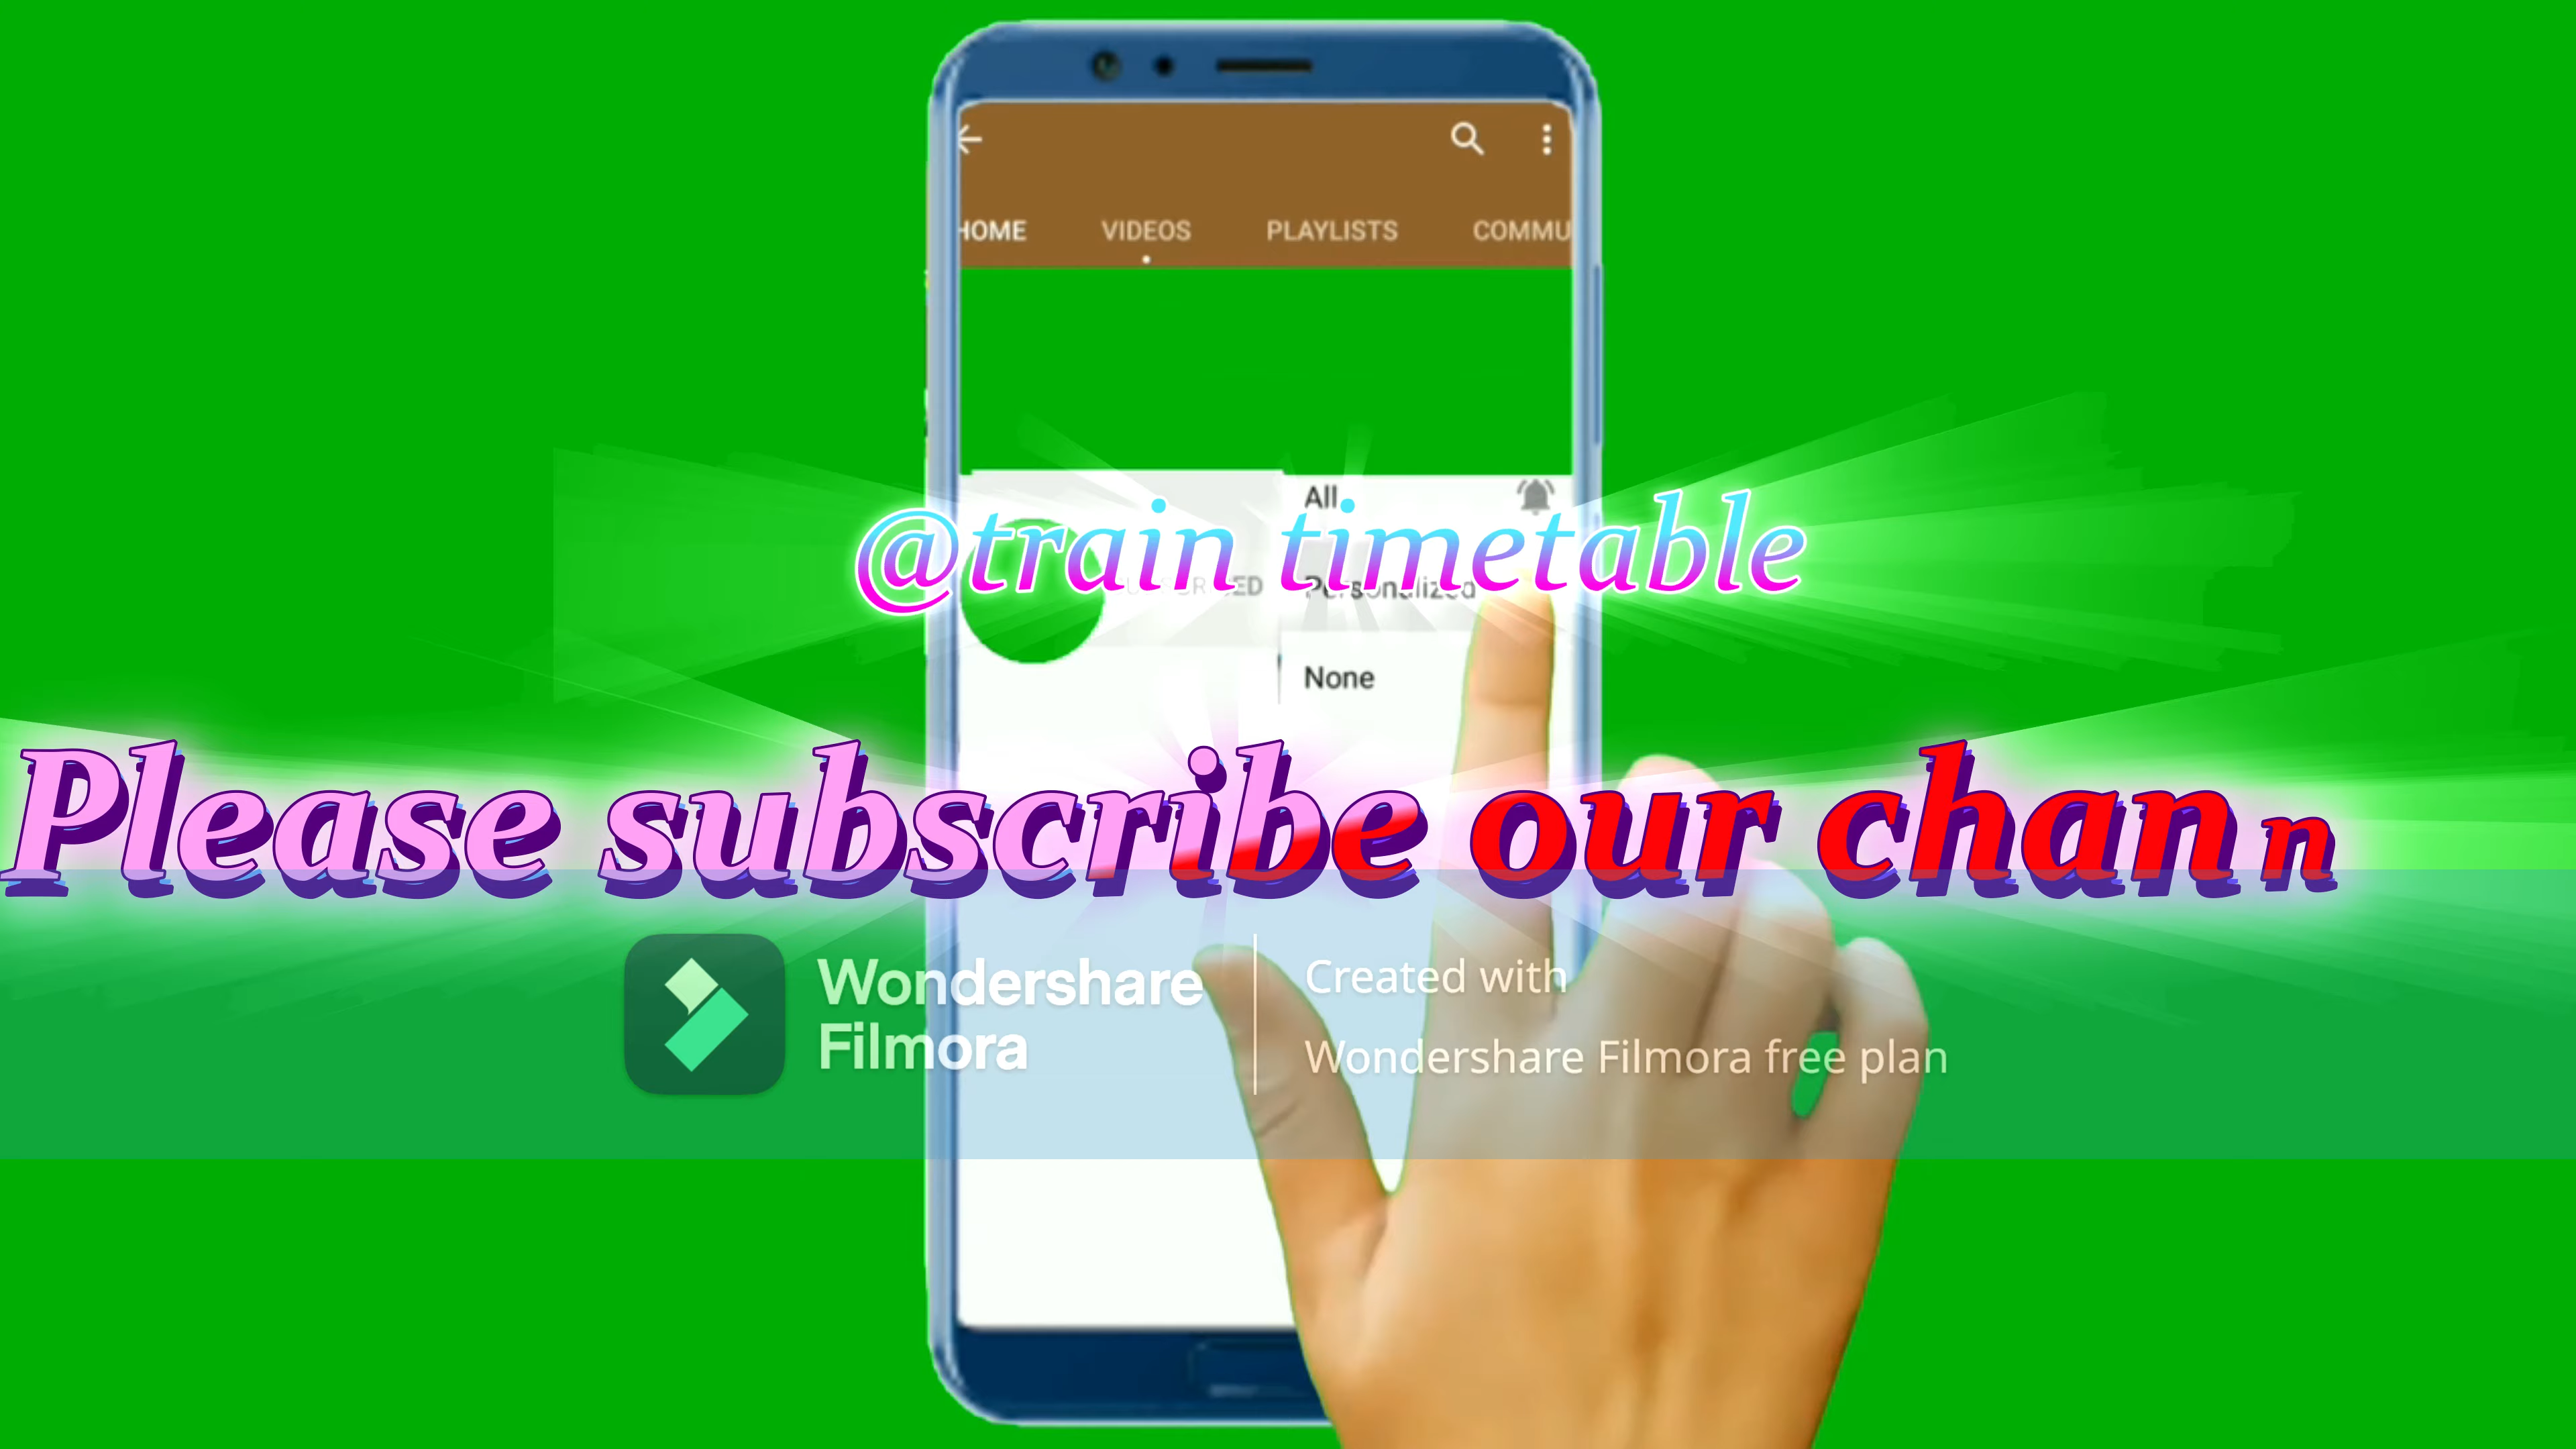 HOME VIDEOS PLAYLISTS COMMU
All
@train timetable
Personalized
None
Please subscribe our chann
Wondershare
Filmora
Created with
Wondershare Filmora free plan